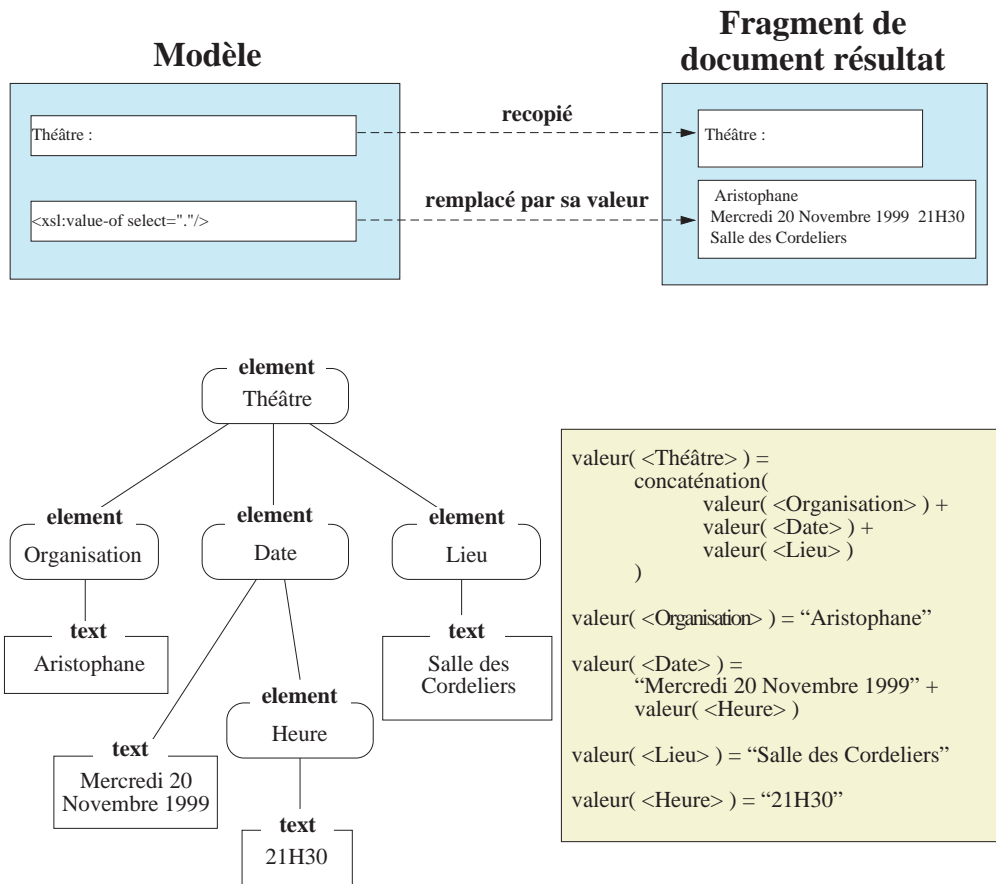 Modèle
Fragment de
document résultat
Théâtre :
recopié
Théâtre :
<xsl:value-of select="."/>
remplacé par sa valeur
Aristophane
Mercredi 20 Novembre 1999 21H30
Salle des Cordeliers
element
Théâtre
element
Organisation
element
Date
element
Lieu
text
Aristophane
text
Salle des
Cordeliers
element
Heure
text
Mercredi 20
Novembre 1999
text
21H30
valeur( <Théâtre> ) =
concaténation(
valeur( <Organisation> ) +
valeur( <Date> ) +
valeur( <Lieu> )
)
valeur( <Organisation> ) = “Aristophane”
valeur( <Date> ) =
“Mercredi 20 Novembre 1999” +
valeur( <Heure> )
valeur( <Lieu> ) = “Salle des Cordeliers”
valeur( <Heure> ) = “21H30”